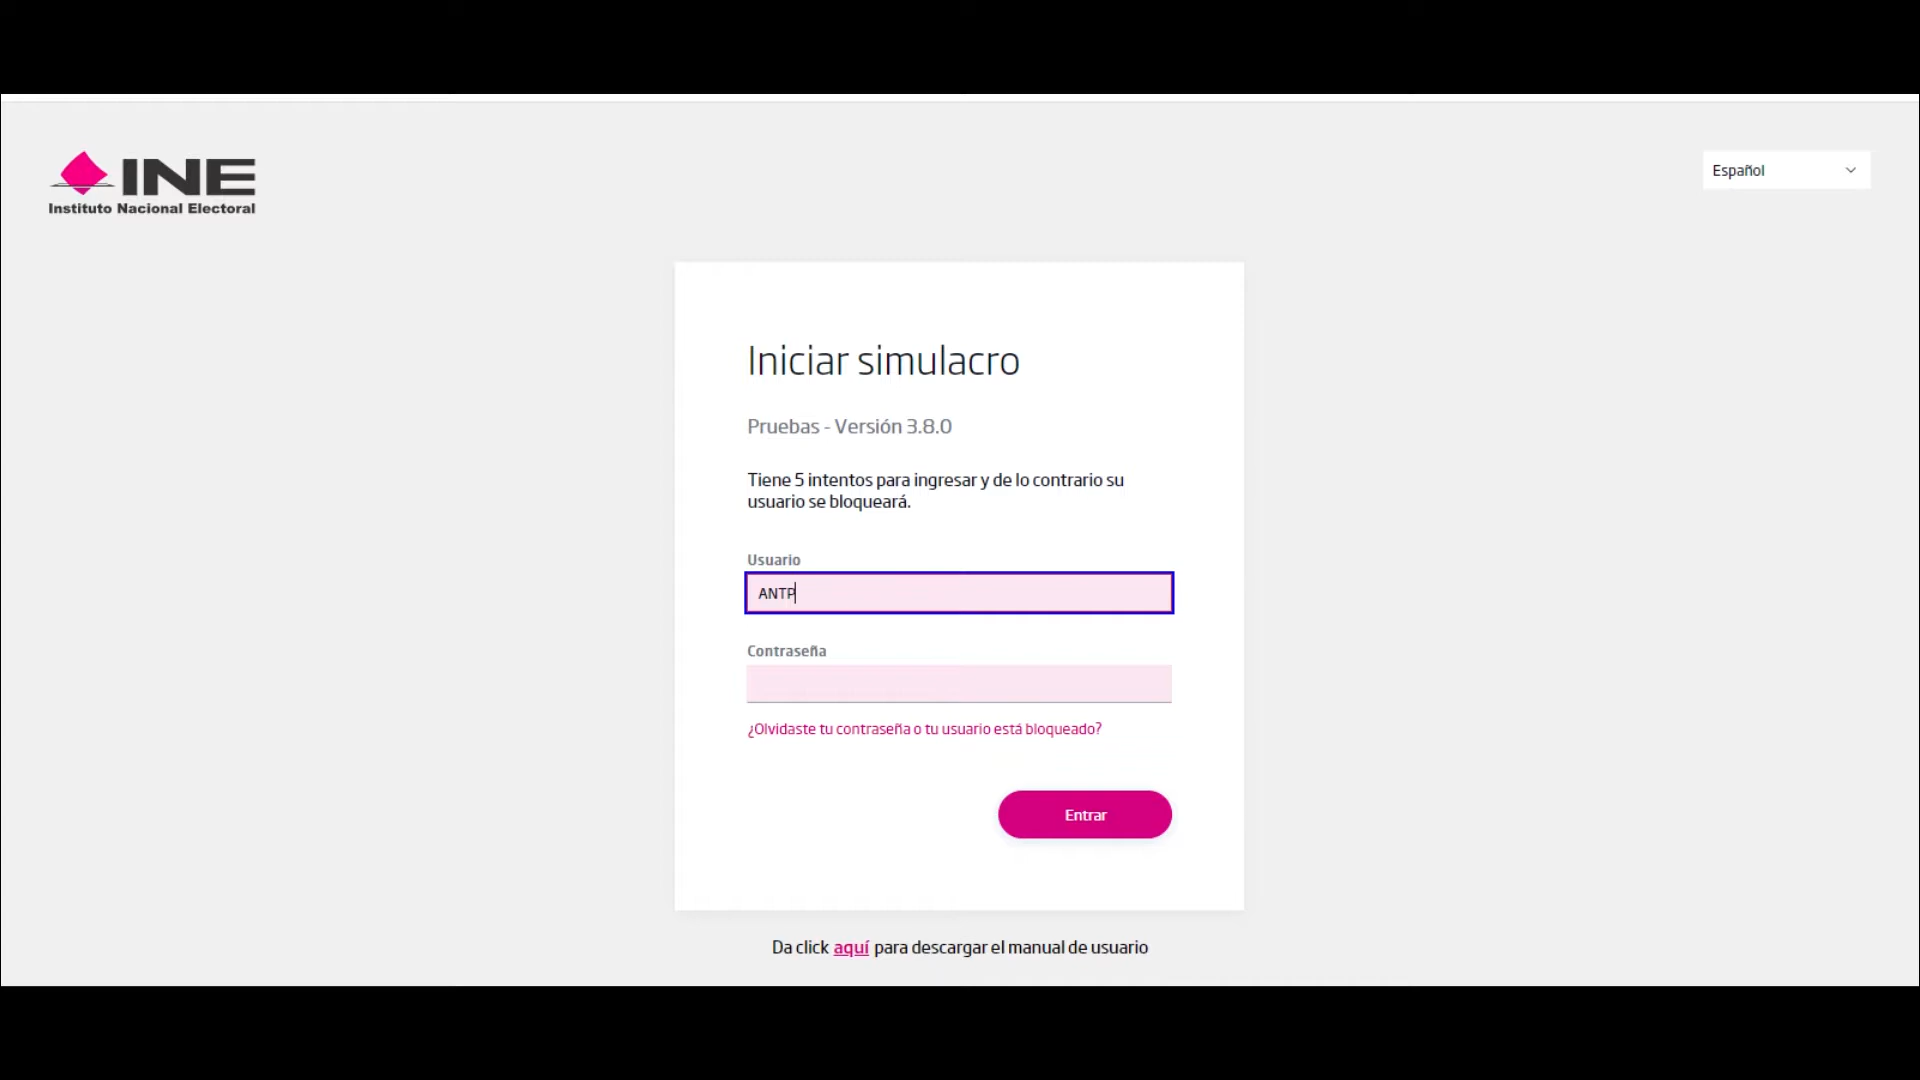 INE
Instituto Nacional Electoral
Español
Iniciar simulacro
Pruebas - Versión 3.8.0
Tiene 5 intentos para ingresar y de lo contrario su
usuario se bloqueará.
Usuario
ANTP
Contraseña
¿Olvidaste tu contraseña o tu usuario está bloqueado?
Entrar
Da click aquí para descargar el manual de usuario